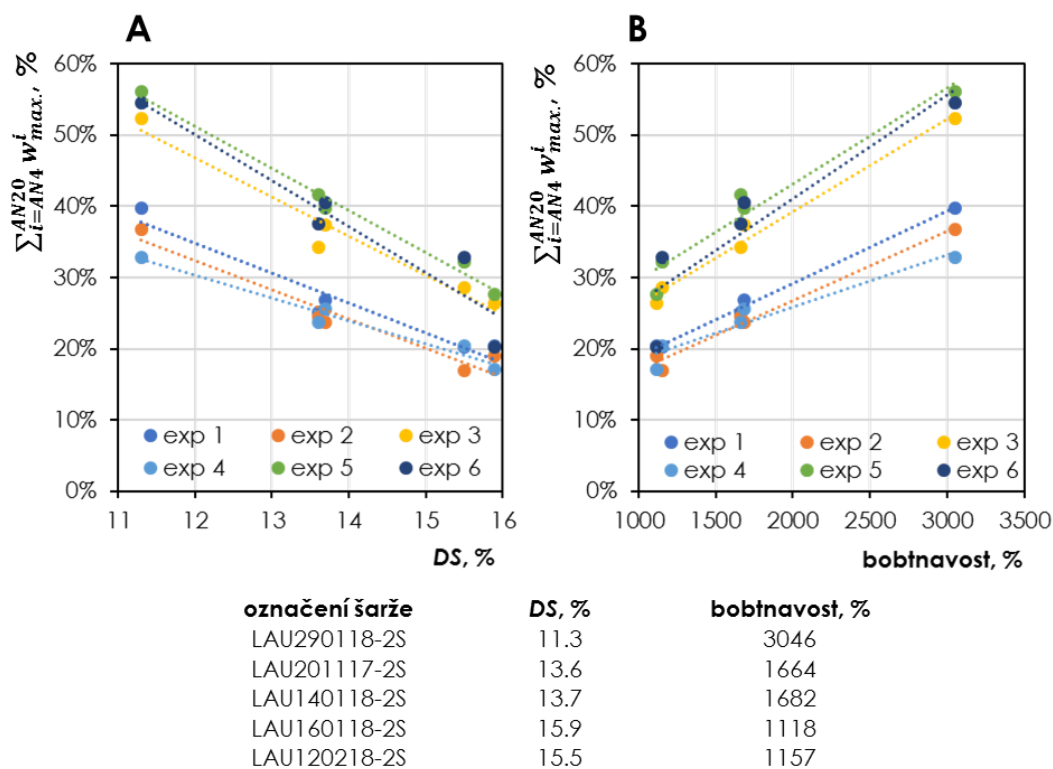 A
B
∑_{i=AN4}^{AN20} w^i_{max.}, %
∑_{i=AN4}^{AN20} w^i_{max.}, %
60%
50%
40%
30%
20%
10%
0%
60%
50%
40%
30%
20%
10%
0%
exp 1 exp 2 exp 3
exp 4 exp 5 exp 6
exp 1 exp 2 exp 3
exp 4 exp 5 exp 6
11 12 13 14 15 16
1000 1500 2000 2500 3000 3500
DS, %
bobtnavost, %
označení šarže DS, % bobtnavost, %
LAU290118-2S 11.3 3046
LAU201117-2S 13.6 1664
LAU140118-2S 13.7 1682
LAU160118-2S 15.9 1118
LAU120218-2S 15.5 1157